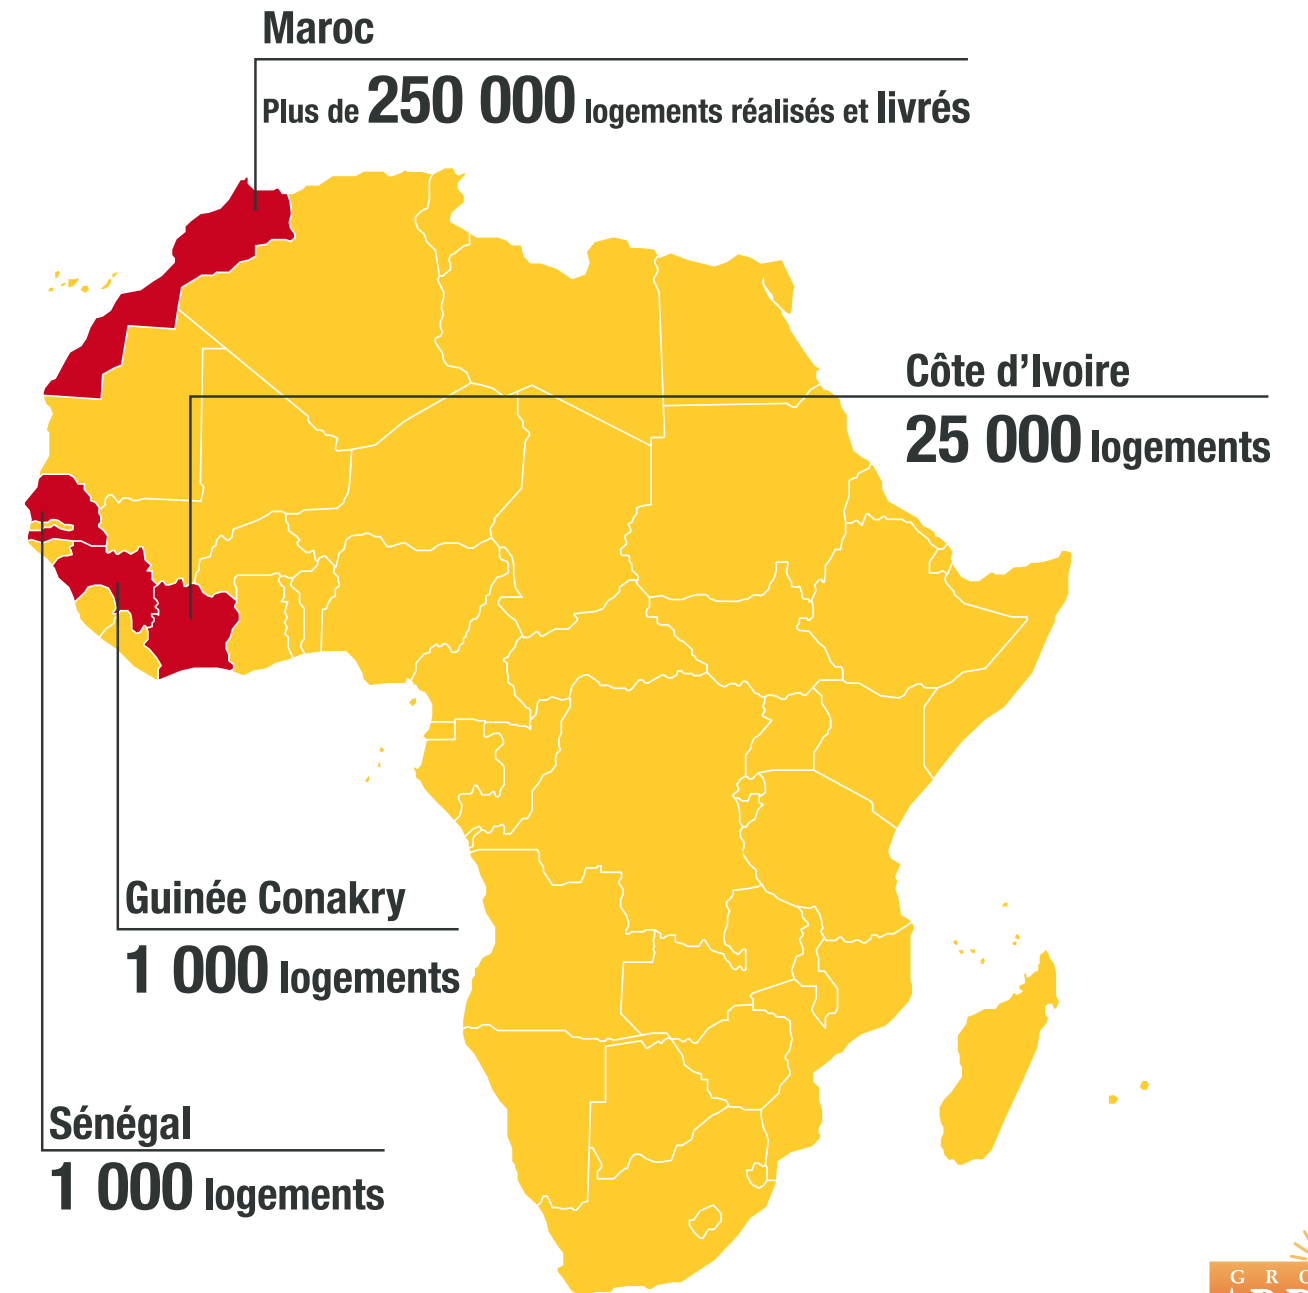 Maroc
Plus de 250 000 logements réalisés et livrés
Côte d’Ivoire
25 000 logements
Guinée Conakry
1 000 logements
Sénégal
1 000 logements